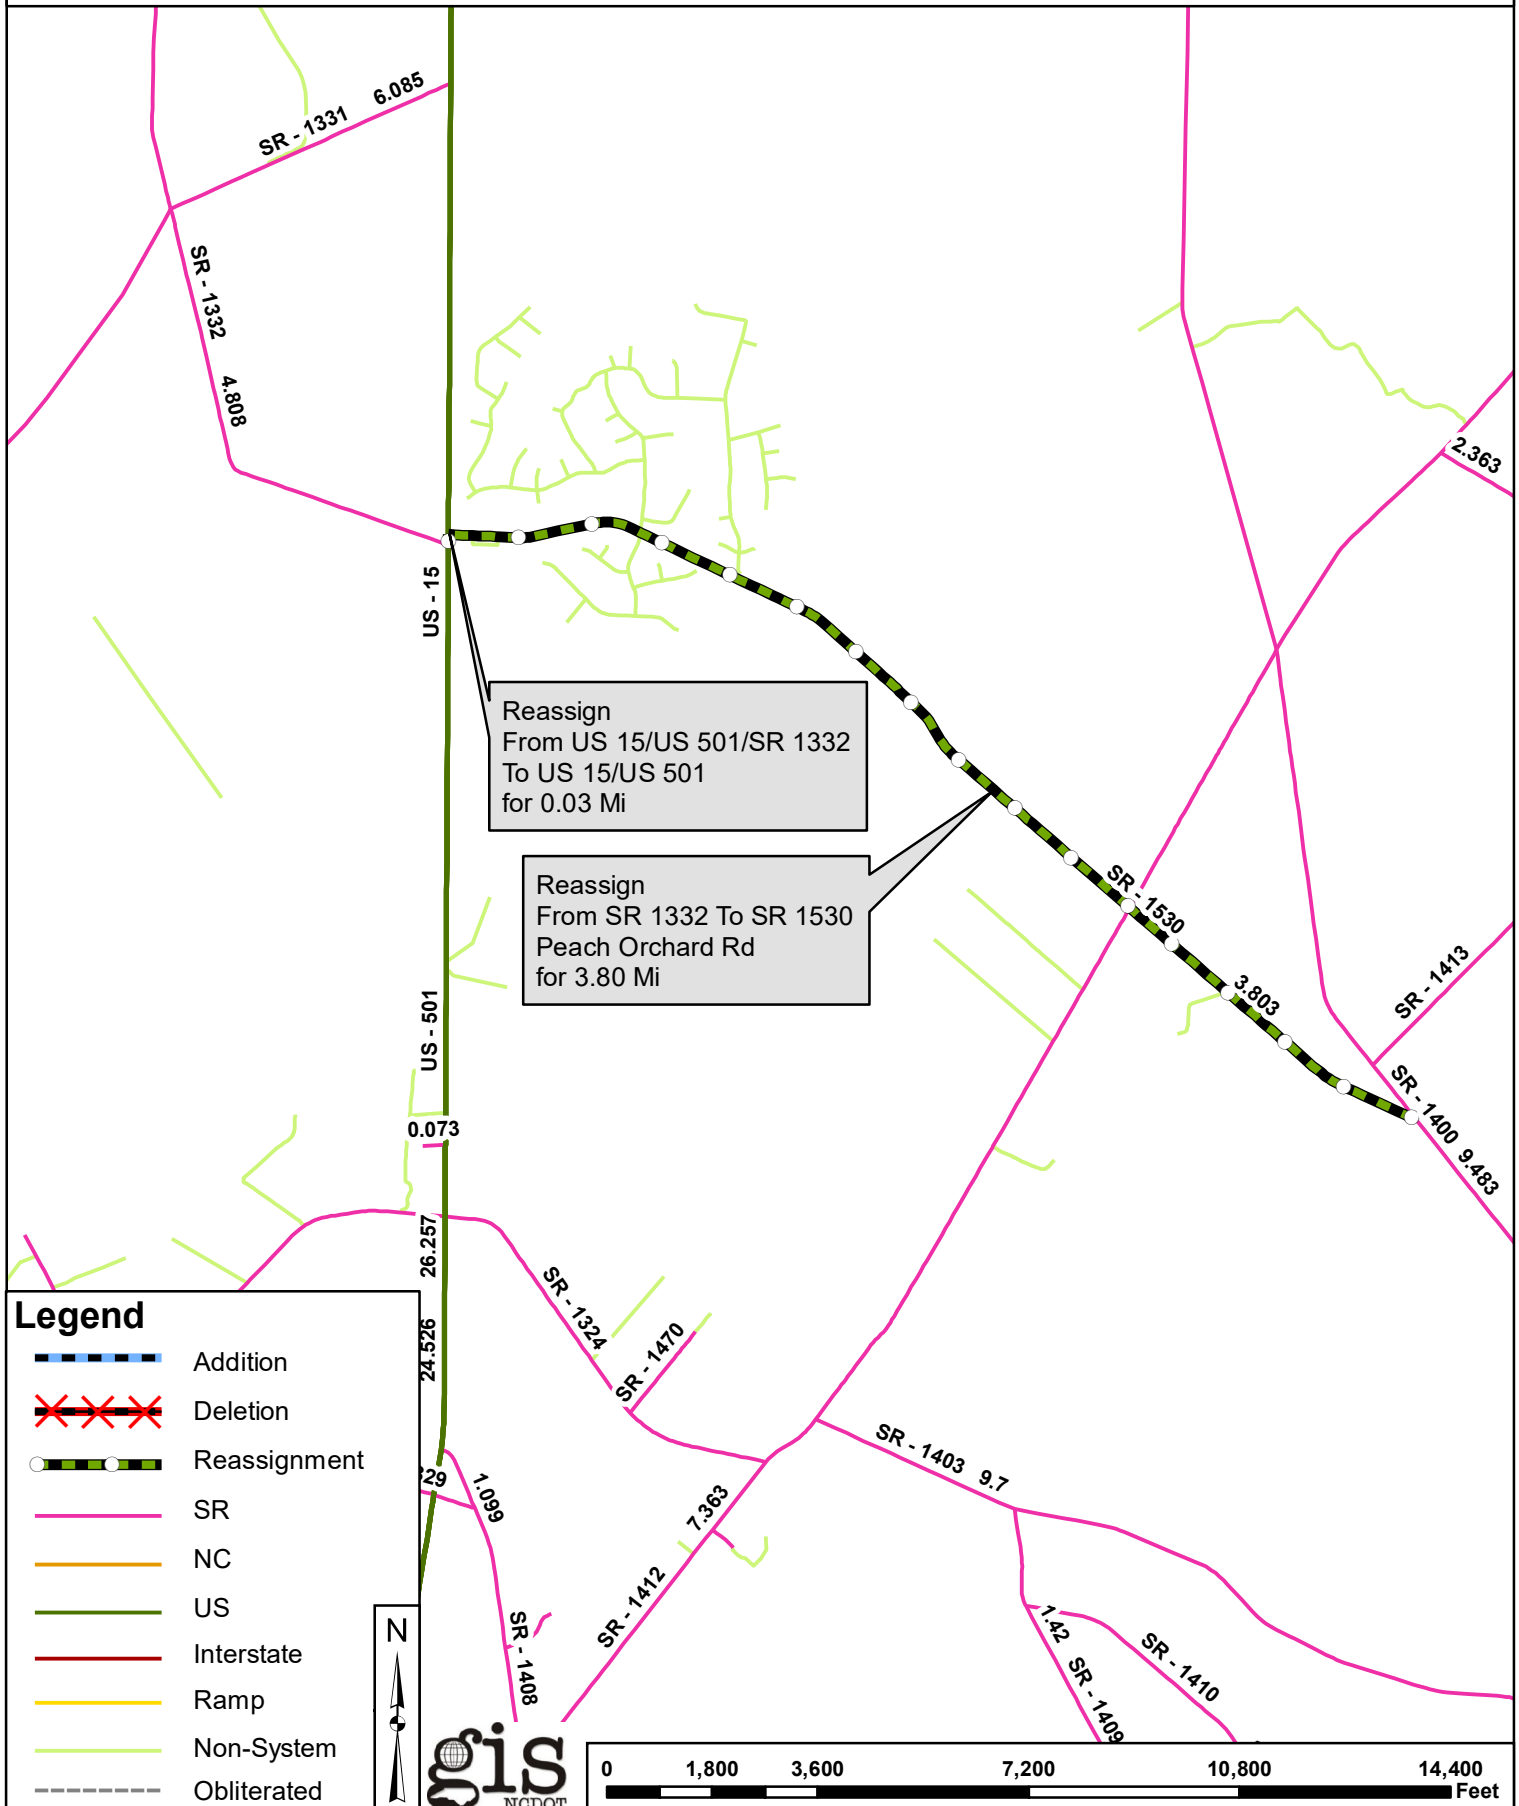 6.085
SR - 1331
SR - 1332
4.808
2.363
US - 15
Reassign
From US 15/US 501/SR 1332
To US 15/US 501
for 0.03 Mi
Reassign
From SR 1332 To SR 1530
Peach Orchard Rd
for 3.80 Mi
SR - 1530
3.803
SR - 1413
US - 501
0.073
SR - 1400 9.483
26.257
24.526
SR - 1324
SR - 1470
SR - 1403 9.7
1.099
7.363
SR - 1412
SR - 1408
1.42 SR - 1409
SR - 1410
Legend
Addition
Deletion
Reassignment
SR
NC
US
Interstate
Ramp
Non-System
Obliterated
N
gis
NCDOT
0 1,800 3,600 7,200 10,800 14,400
Feet